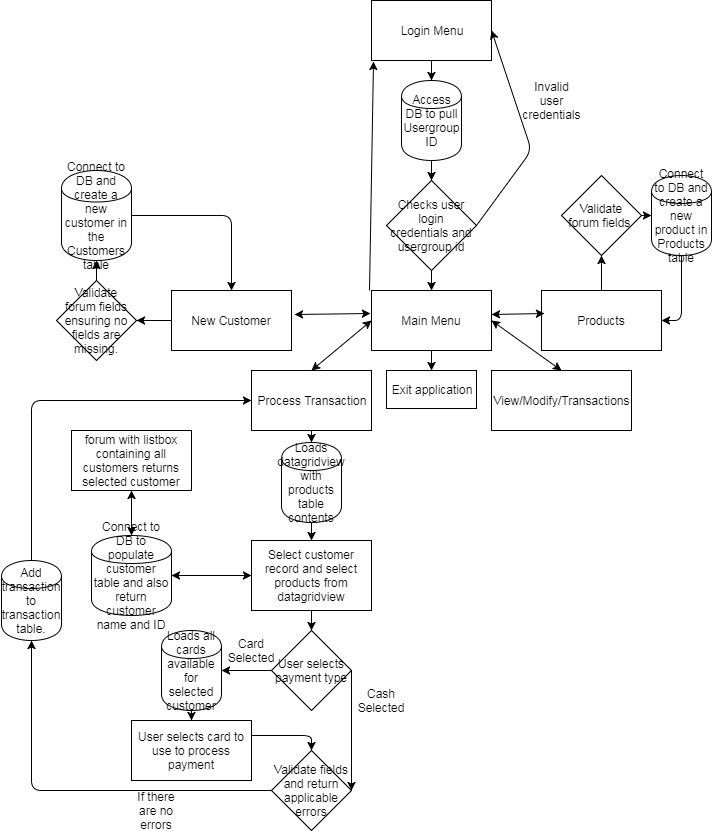 Login Menu
Invalid
user
credentials
Access
DB to pull
Usergroup
ID
Checks user
login
credentials and
usergroup id
Connect to
DB and
create a
new
customer in
the
Customers
table
Validate
forum fields
Connect
to DB and
create a
new
product in
Products
table
Validate
forum fields
ensuring no
fields are
missing.
New Customer
Main Menu
Products
Process Transaction
Exit application
View/Modify/Transactions
forum with listbox
containing all
customers returns
selected customer
Loads
datagridview
with
products
table
contents
Connect to
DB to
populate
customer
table and also
return
customer
name and ID
Select customer
record and select
products from
datagridview
Add
transaction
to
transaction
table.
Loads all
cards
available
for
selected
customer
Card
Selected
User selects
payment type
Cash
Selected
User selects card to
use to process
payment
Validate fields
and return
applicable
errors
If there
are no
errors